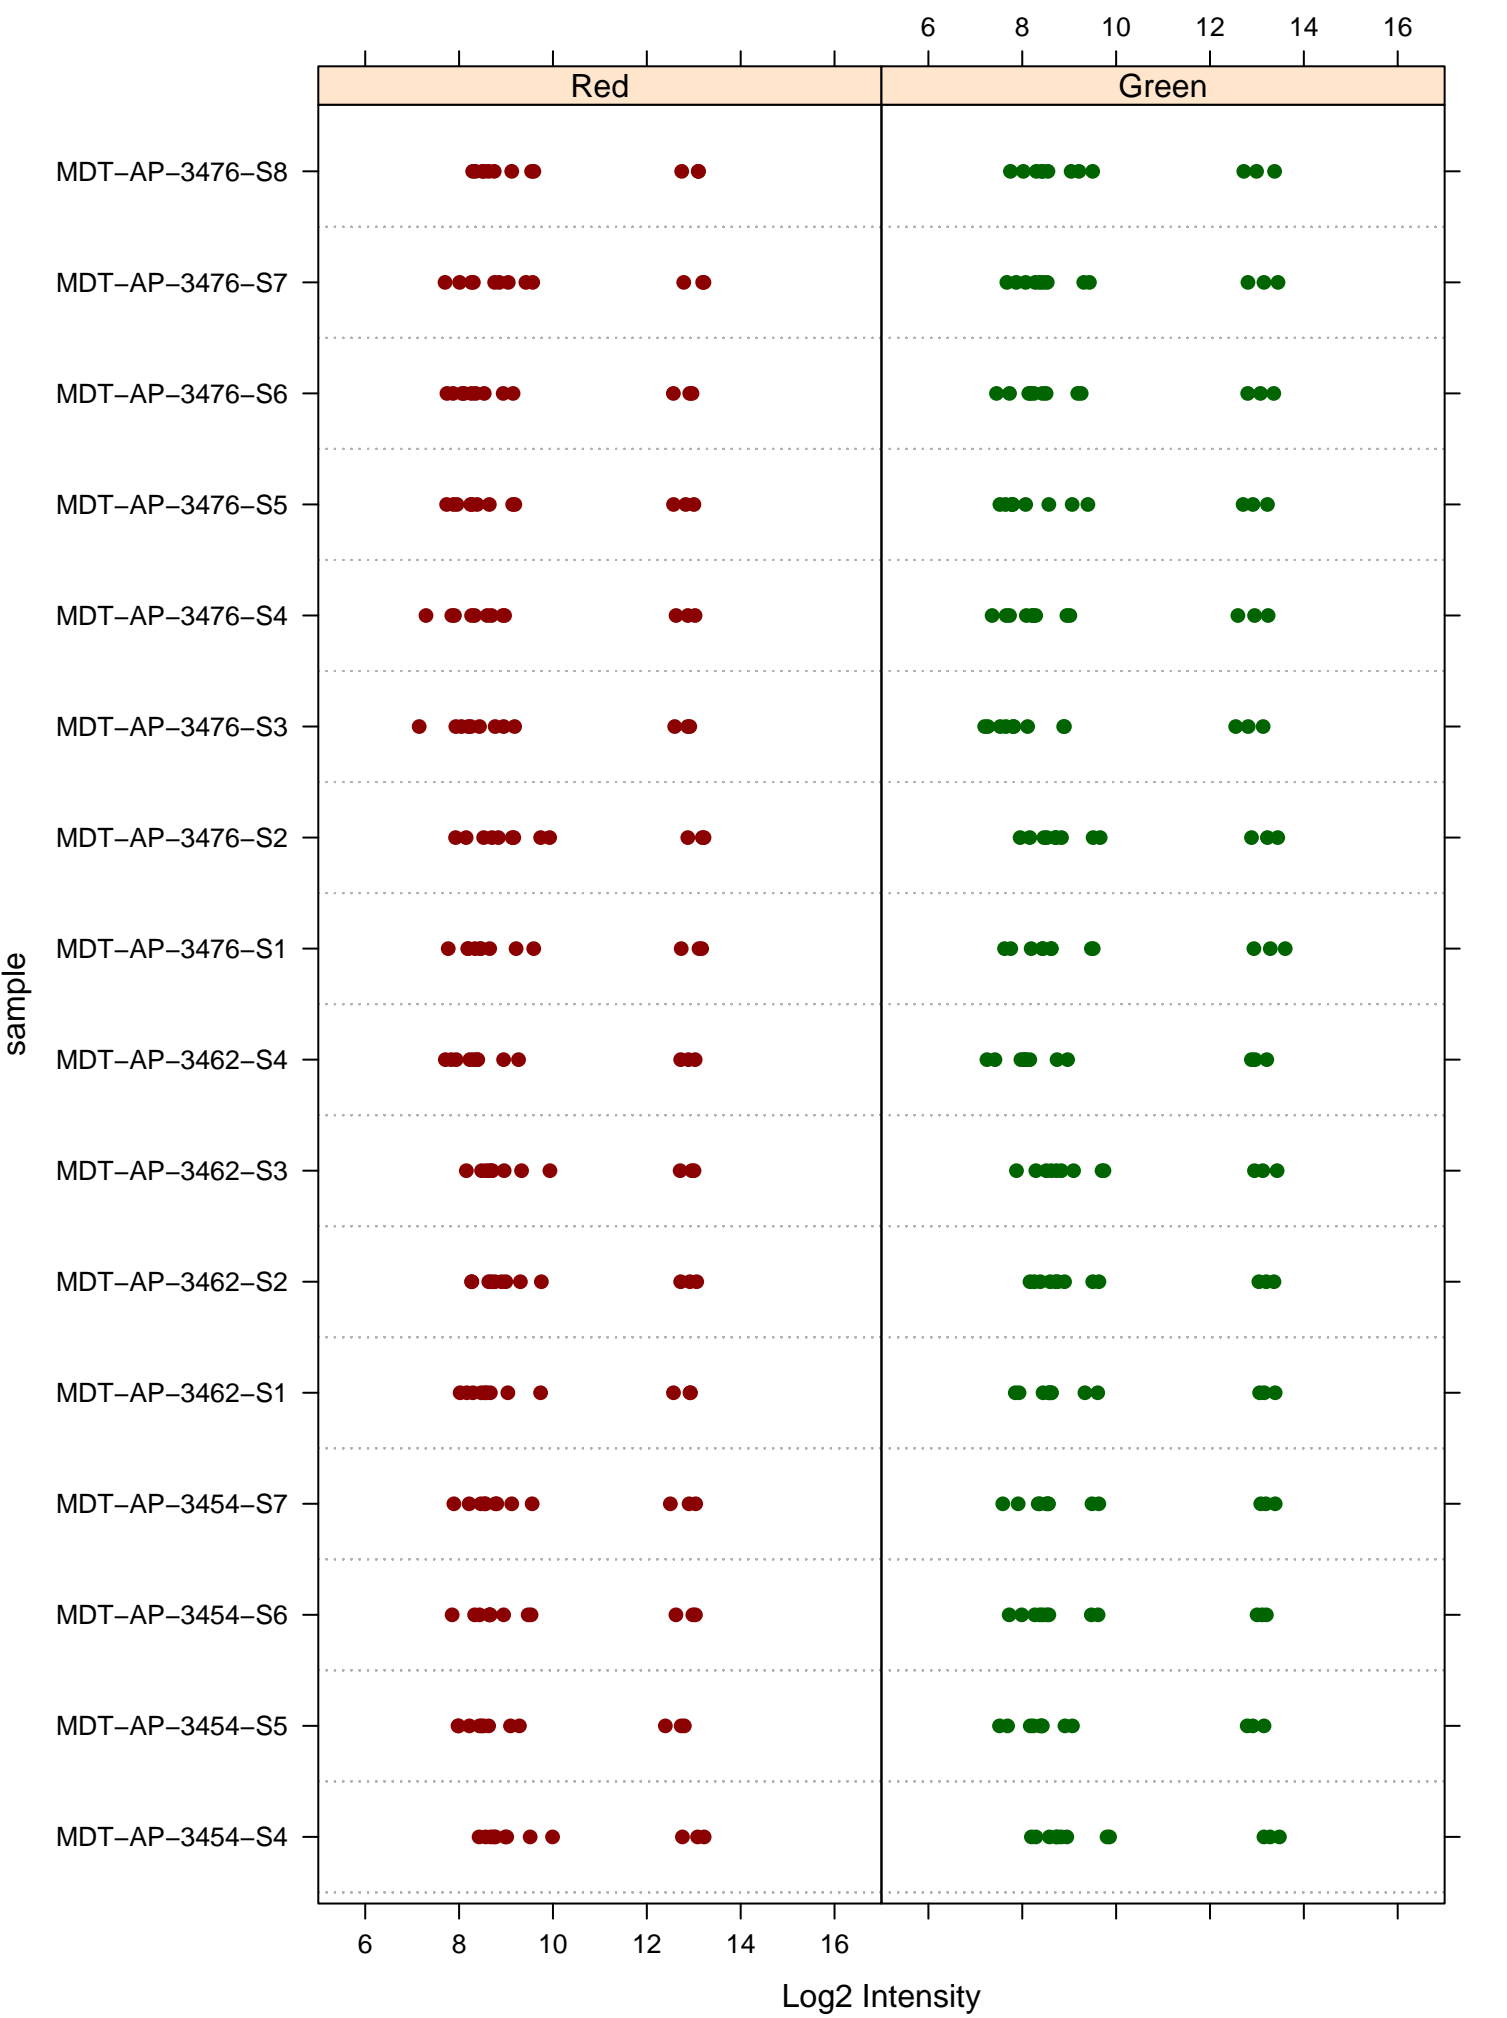 6 8 10 12 14 16
Red Green
MDT−AP−3476−S8
MDT−AP−3476−S7
MDT−AP−3476−S6
MDT−AP−3476−S5
MDT−AP−3476−S4
MDT−AP−3476−S3
MDT−AP−3476−S2
MDT−AP−3476−S1
MDT−AP−3462−S4
MDT−AP−3462−S3
MDT−AP−3462−S2
MDT−AP−3462−S1
MDT−AP−3454−S7
MDT−AP−3454−S6
MDT−AP−3454−S5
MDT−AP−3454−S4
sample
6 8 10 12 14 16
Log2 Intensity